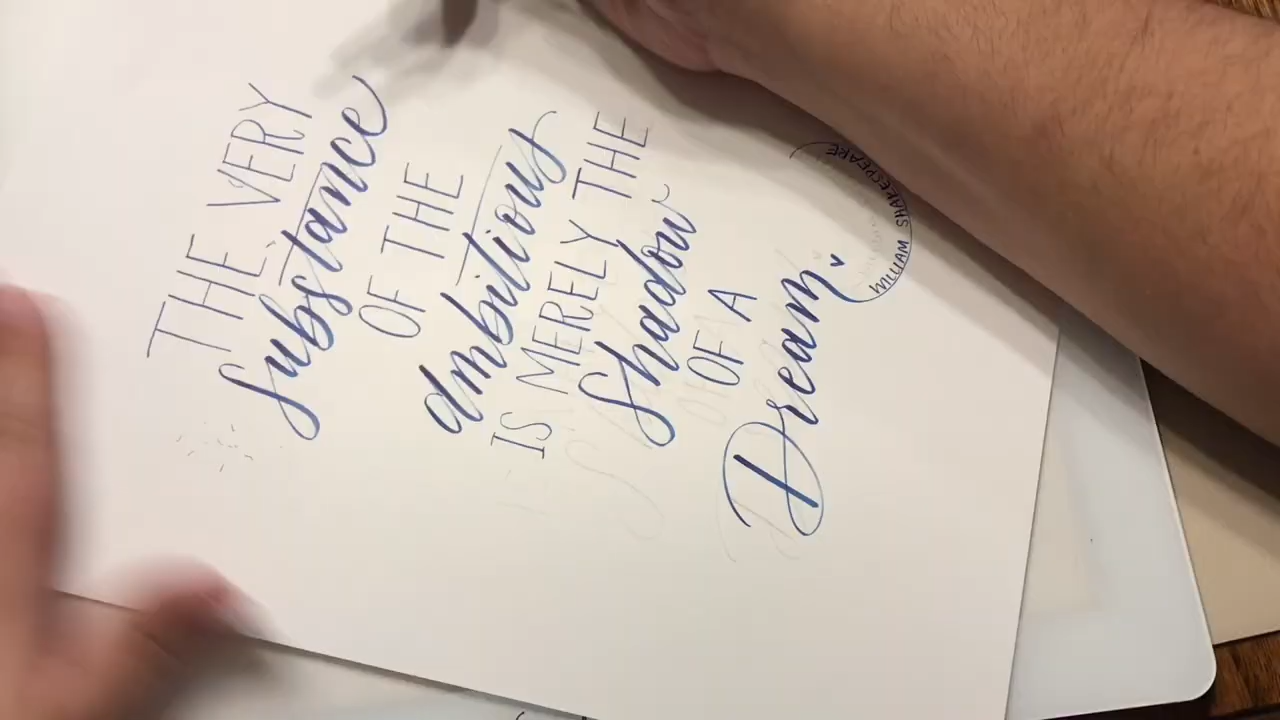 THE VERY
substance
OF THE
ambitious
IS MERELY THE
Shadow
OF A
Dream.
WILLIAM SHAKESPEARE